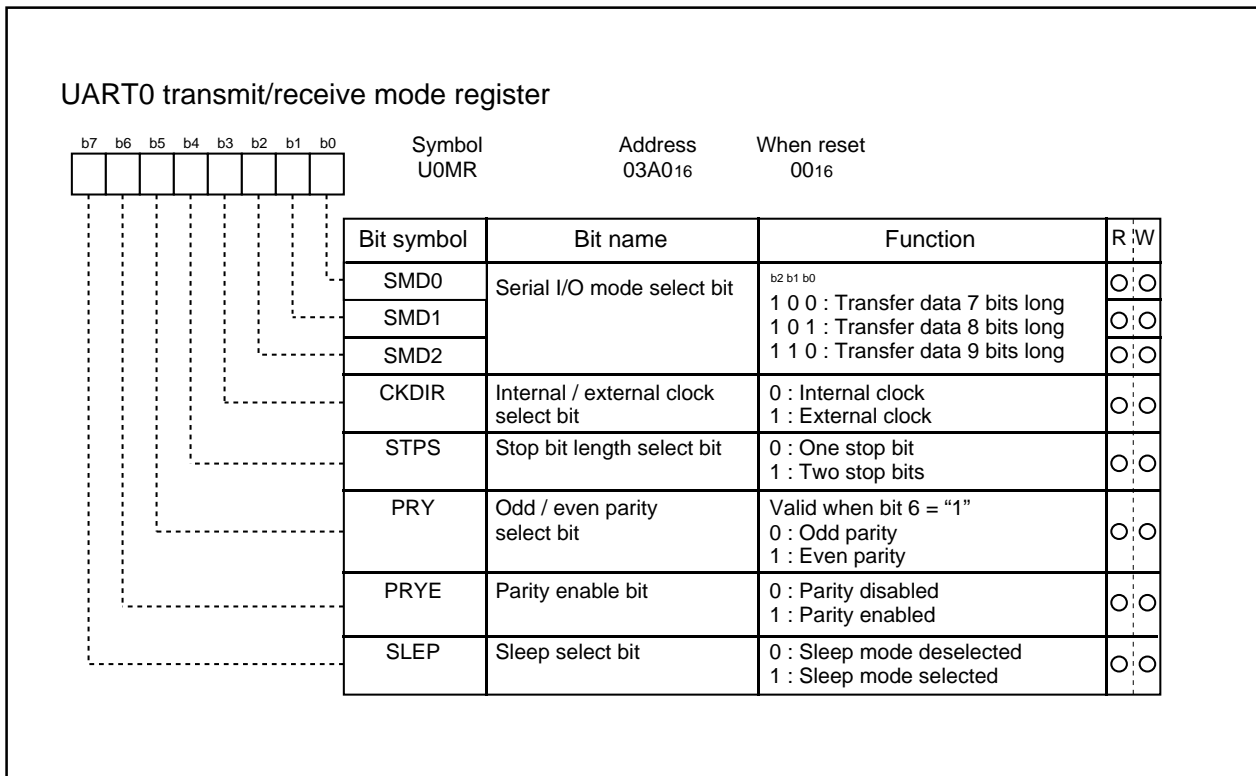 UART0 transmit/receive mode register
b7 b6 b5 b4 b3 b2 b1 b0
Symbol Address When reset
U0MR 03A016 0016
Bit symbol Bit name Function R W
SMD0 Serial I/O mode select bit b2 b1 b0
1 0 0 : Transfer data 7 bits long
SMD1 1 0 1 : Transfer data 8 bits long
SMD2 1 1 0 : Transfer data 9 bits long
CKDIR Internal / external clock 0 : Internal clock
select bit 1 : External clock
STPS Stop bit length select bit 0 : One stop bit
1 : Two stop bits
PRY Odd / even parity Valid when bit 6 = “1”
select bit 0 : Odd parity
1 : Even parity
PRYE Parity enable bit 0 : Parity disabled
1 : Parity enabled
SLEP Sleep select bit 0 : Sleep mode deselected
1 : Sleep mode selected